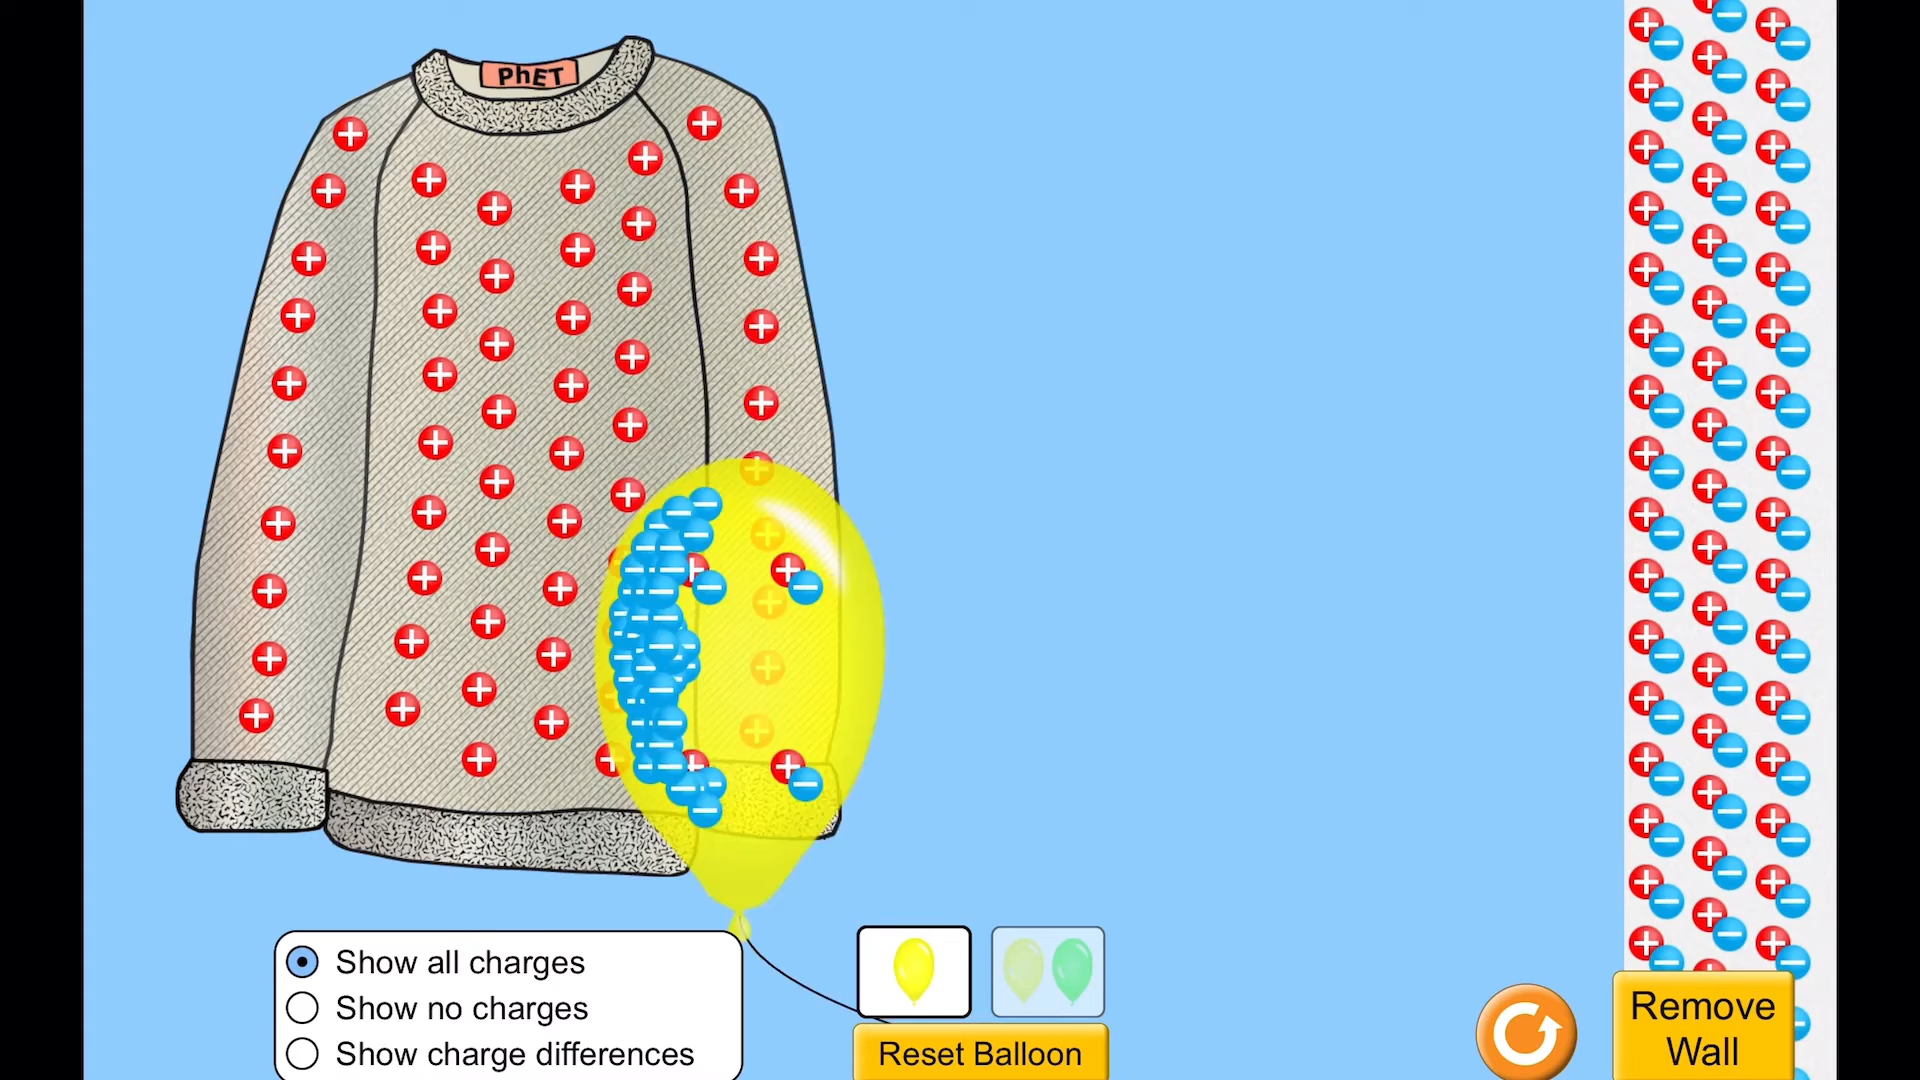 PhET
Show all charges
Show no charges
Show charge differences
Reset Balloon
Remove
Wall